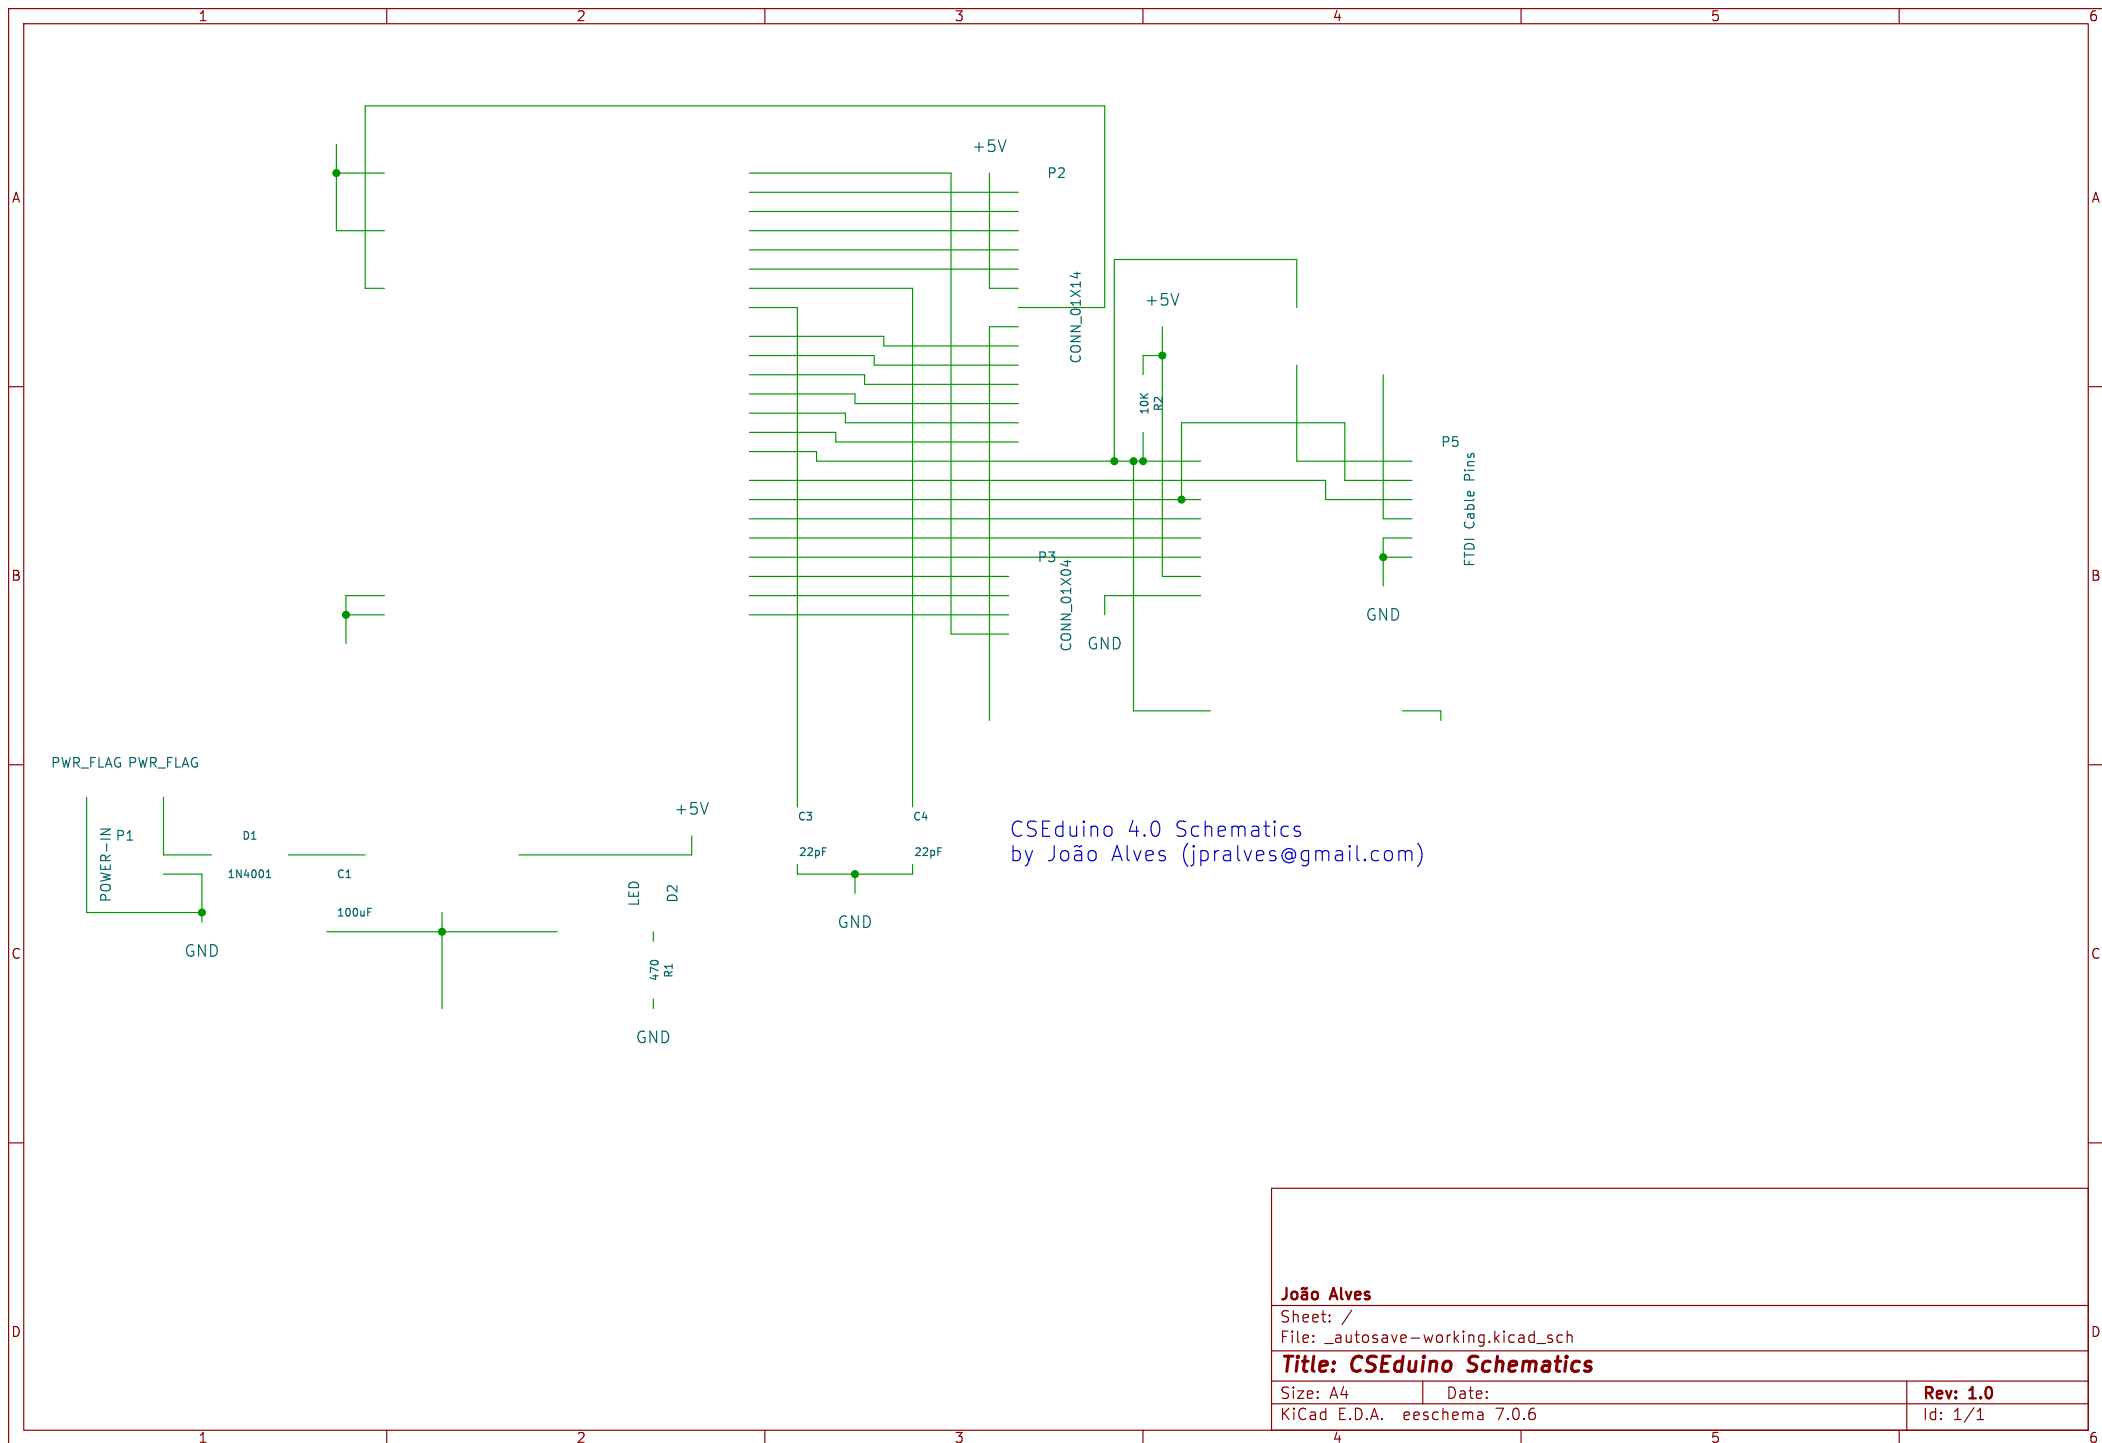 1 2 3 4 5 6
A A
B B
C C
D D
+5V
P2
CONN_01X14
+5V
10K
R2
P5
FTDI Cable Pins
P3
CONN_01X04
GND
GND
PWR_FLAG PWR_FLAG
POWER-IN
P1
D1
1N4001
GND
C1
100uF
+5V
LED
D2
470
R1
GND
C3
22pF
C4
22pF
GND
CSEduino 4.0 Schematics
by João Alves (jpralves@gmail.com)
João Alves
Sheet: /
File: _autosave-working.kicad_sch
Title: CSEduino Schematics
Size: A4 Date: Rev: 1.0
KiCad E.D.A. eeschema 7.0.6 Id: 1/1
1 2 3 4 5 6